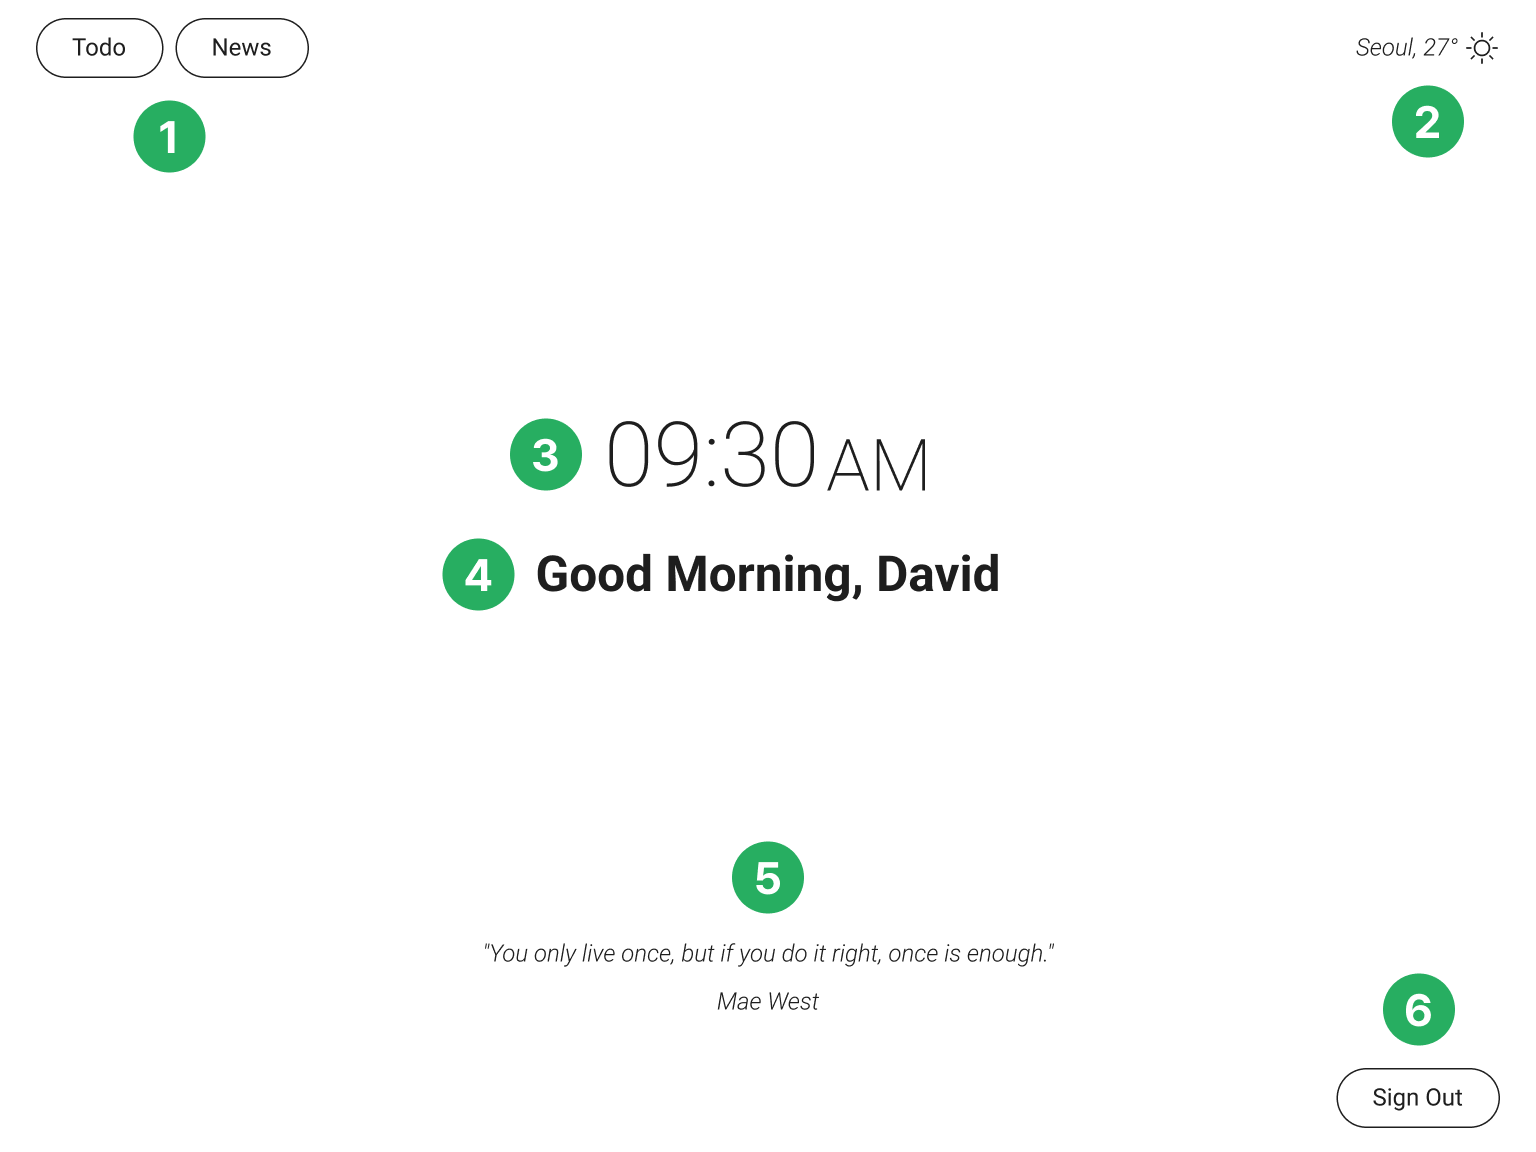 Todo News Seoul, 27°
1 2
3 09:30 AM
4 Good Morning, David
5
"You only live once, but if you do it right, once is enough."
Mae West
6
Sign Out